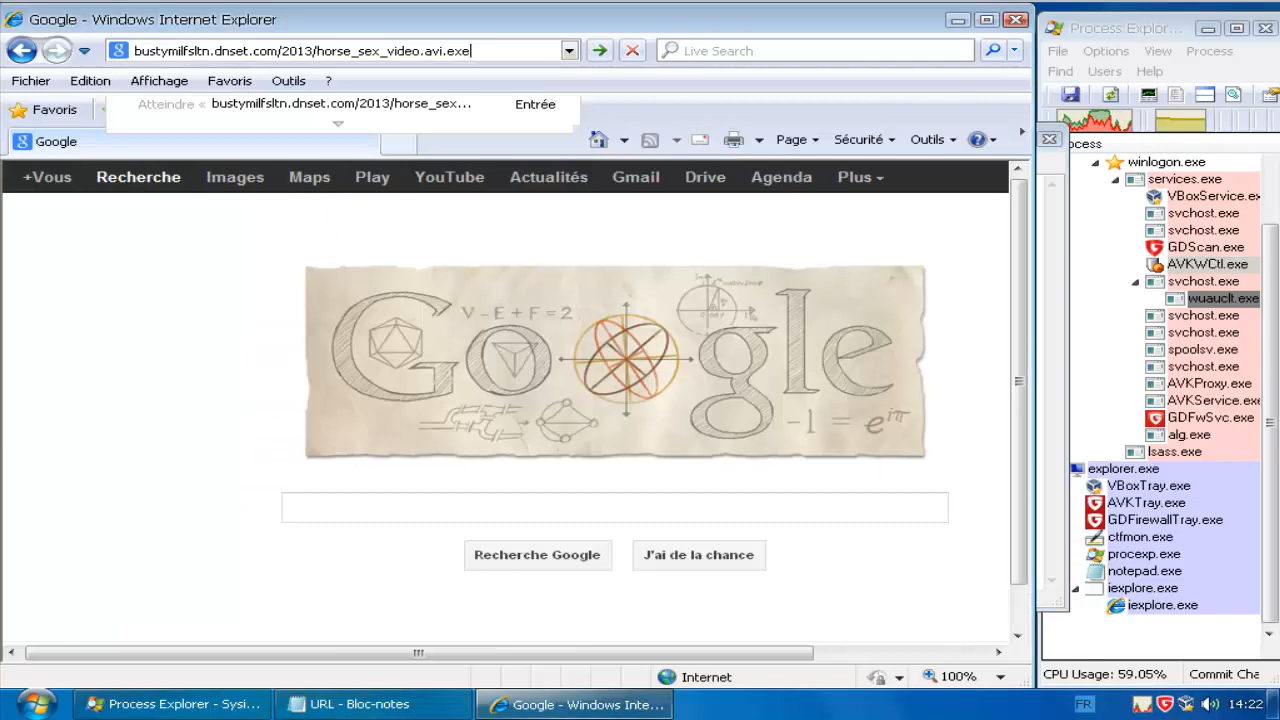 Google - Windows Internet Explorer
bustymilfsltn.dnset.com/2013/horse_sex_video.avi.exe
Live Search
Fichier Edition Affichage Favoris Outils ?
Atteindre « bustymilfsltn.dnset.com/2013/horse_sex... Entrée
Favoris
Google
Page Sécurité Outils
+Vous Recherche Images Maps Play YouTube Actualités Gmail Drive Agenda Plus
V - E + F = 2
Google
-1 = e
Recherche Google J'ai de la chance
Internet 100%
Process Explor...
File Options View Process
Find Users Help
ocess
winlogon.exe
services.exe
VBoxService.ex
svchost.exe
svchost.exe
GDScan.exe
AVKWCtl.exe
svchost.exe
wuauclt.exe
svchost.exe
svchost.exe
spoolsv.exe
svchost.exe
AVKProxy.exe
AVKService.exe
GDFwSvc.exe
alg.exe
lsass.exe
explorer.exe
VBoxTray.exe
AVKTray.exe
GDFirewallTray.exe
ctfmon.exe
procexp.exe
notepad.exe
iexplore.exe
iexplore.exe
CPU Usage: 59.05% Commit Cha
Process Explorer - Sysi... URL - Bloc-notes Google - Windows Inte... FR 14:22